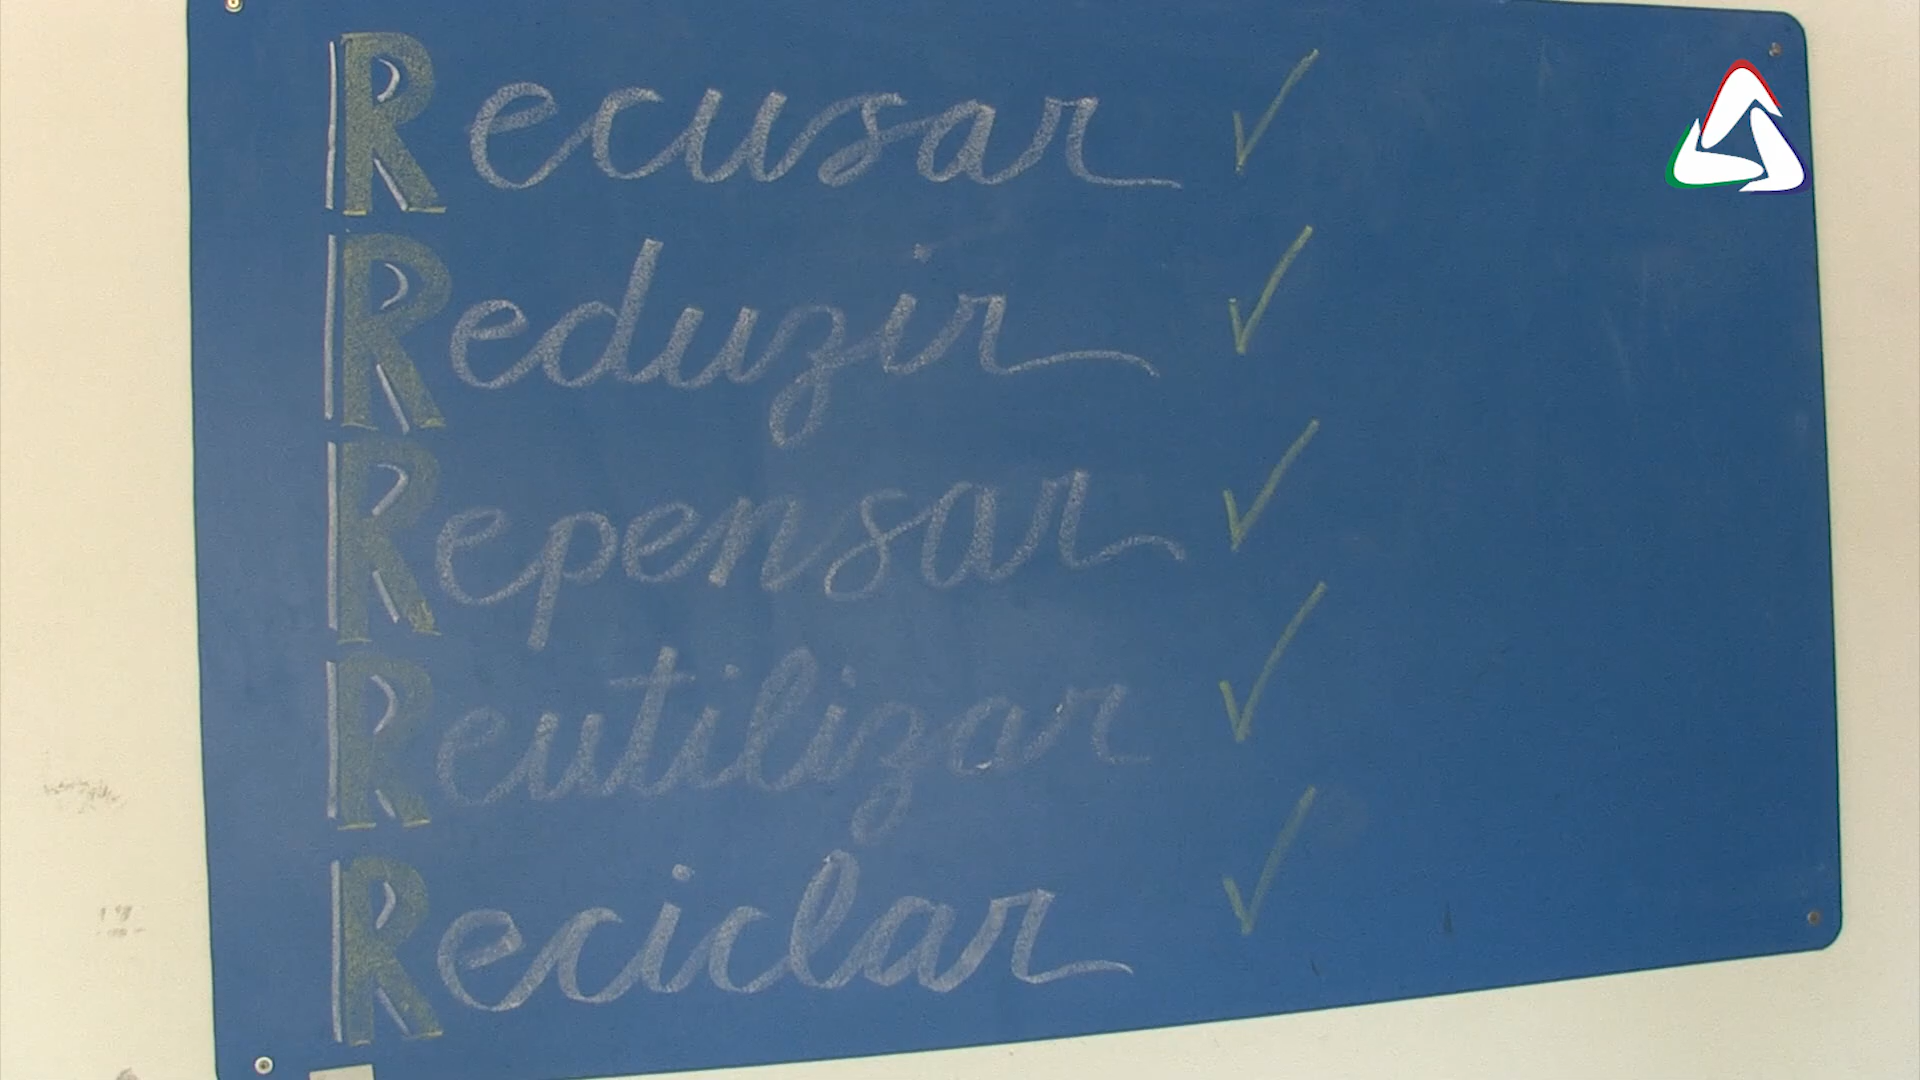 Recusar ✓
Reduzir ✓
Repensar ✓
Reutilizar ✓
Reciclar ✓